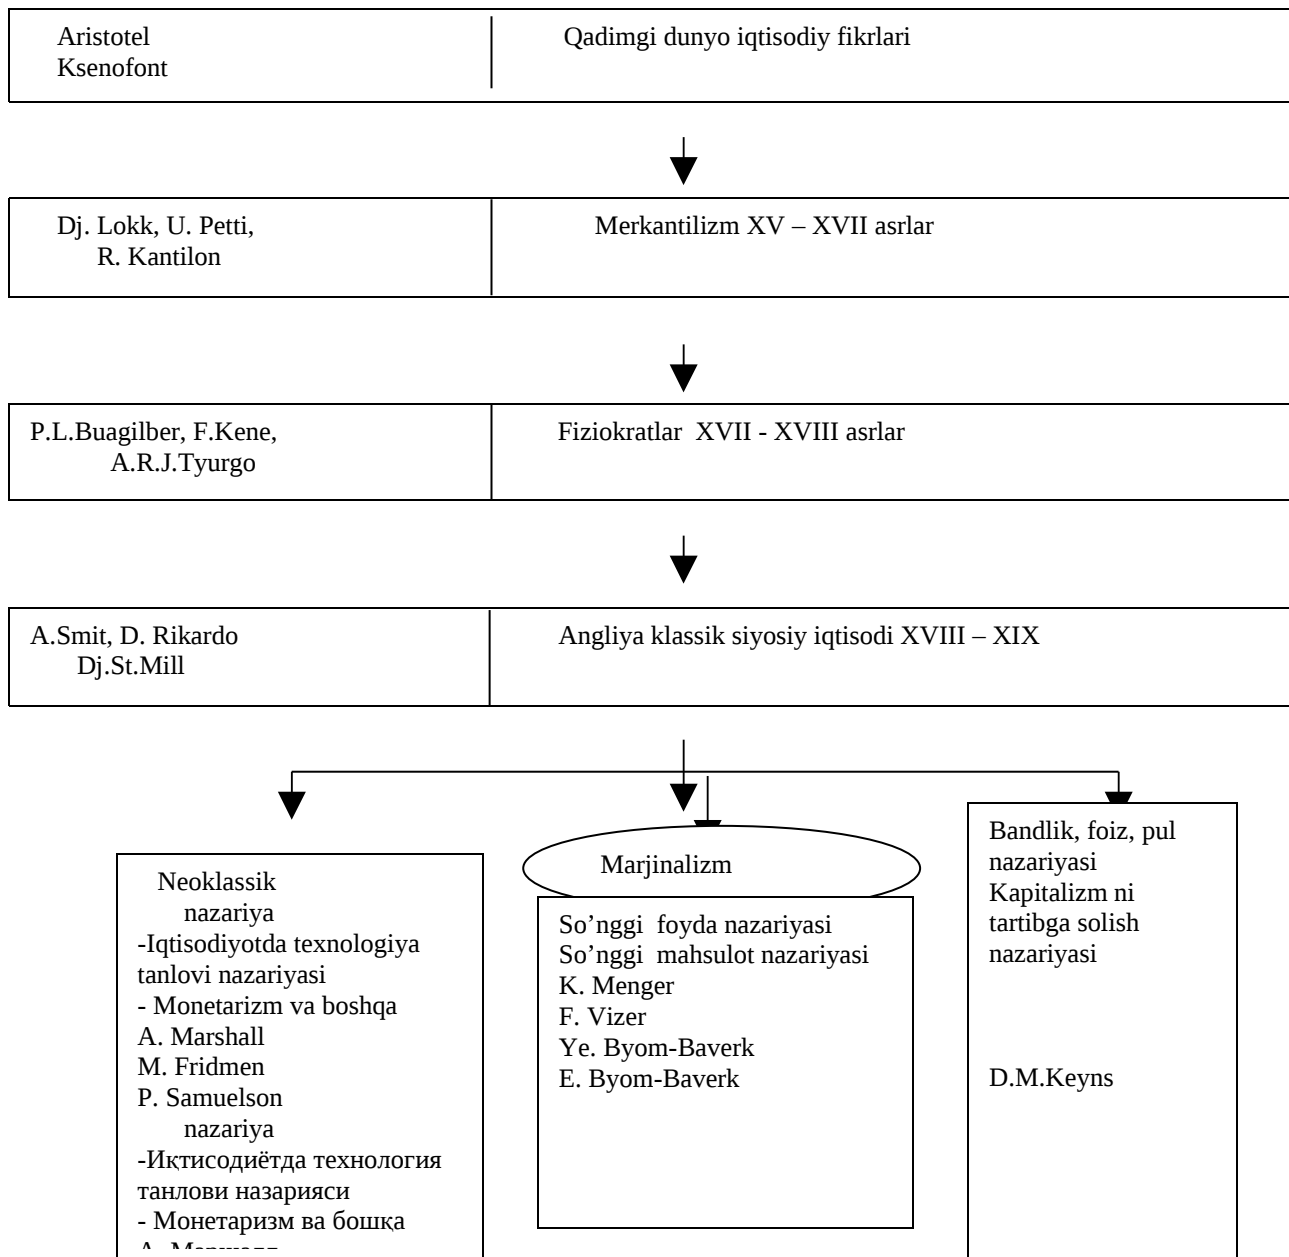 Aristotel
Ksenofont
Qadimgi dunyo iqtisodiy fikrlari
Dj. Lokk, U. Petti,
R. Kantilon
Merkantilizm XV – XVII asrlar
P.L.Buagilber, F.Kene,
A.R.J.Tyurgo
Fiziokratlar XVII - XVIII asrlar
A.Smit, D. Rikardo
Dj.St.Mill
Angliya klassik siyosiy iqtisodi XVIII – XIX
Neoklassik
nazariya
-Iqtisodiyotda texnologiya
tanlovi nazariyasi
- Monetarizm va boshqa
A. Marshall
M. Fridmen
P. Samuelson
nazariya
-Иқтисодиётда технология
танлови назарияси
- Монетаризм ва бошқа
Marjinalizm
So’nggi foyda nazariyasi
So’nggi mahsulot nazariyasi
K. Menger
F. Vizer
Ye. Byom-Baverk
E. Byom-Baverk
Bandlik, foiz, pul
nazariyasi
Kapitalizm ni
tartibga solish
nazariyasi
D.M.Keyns